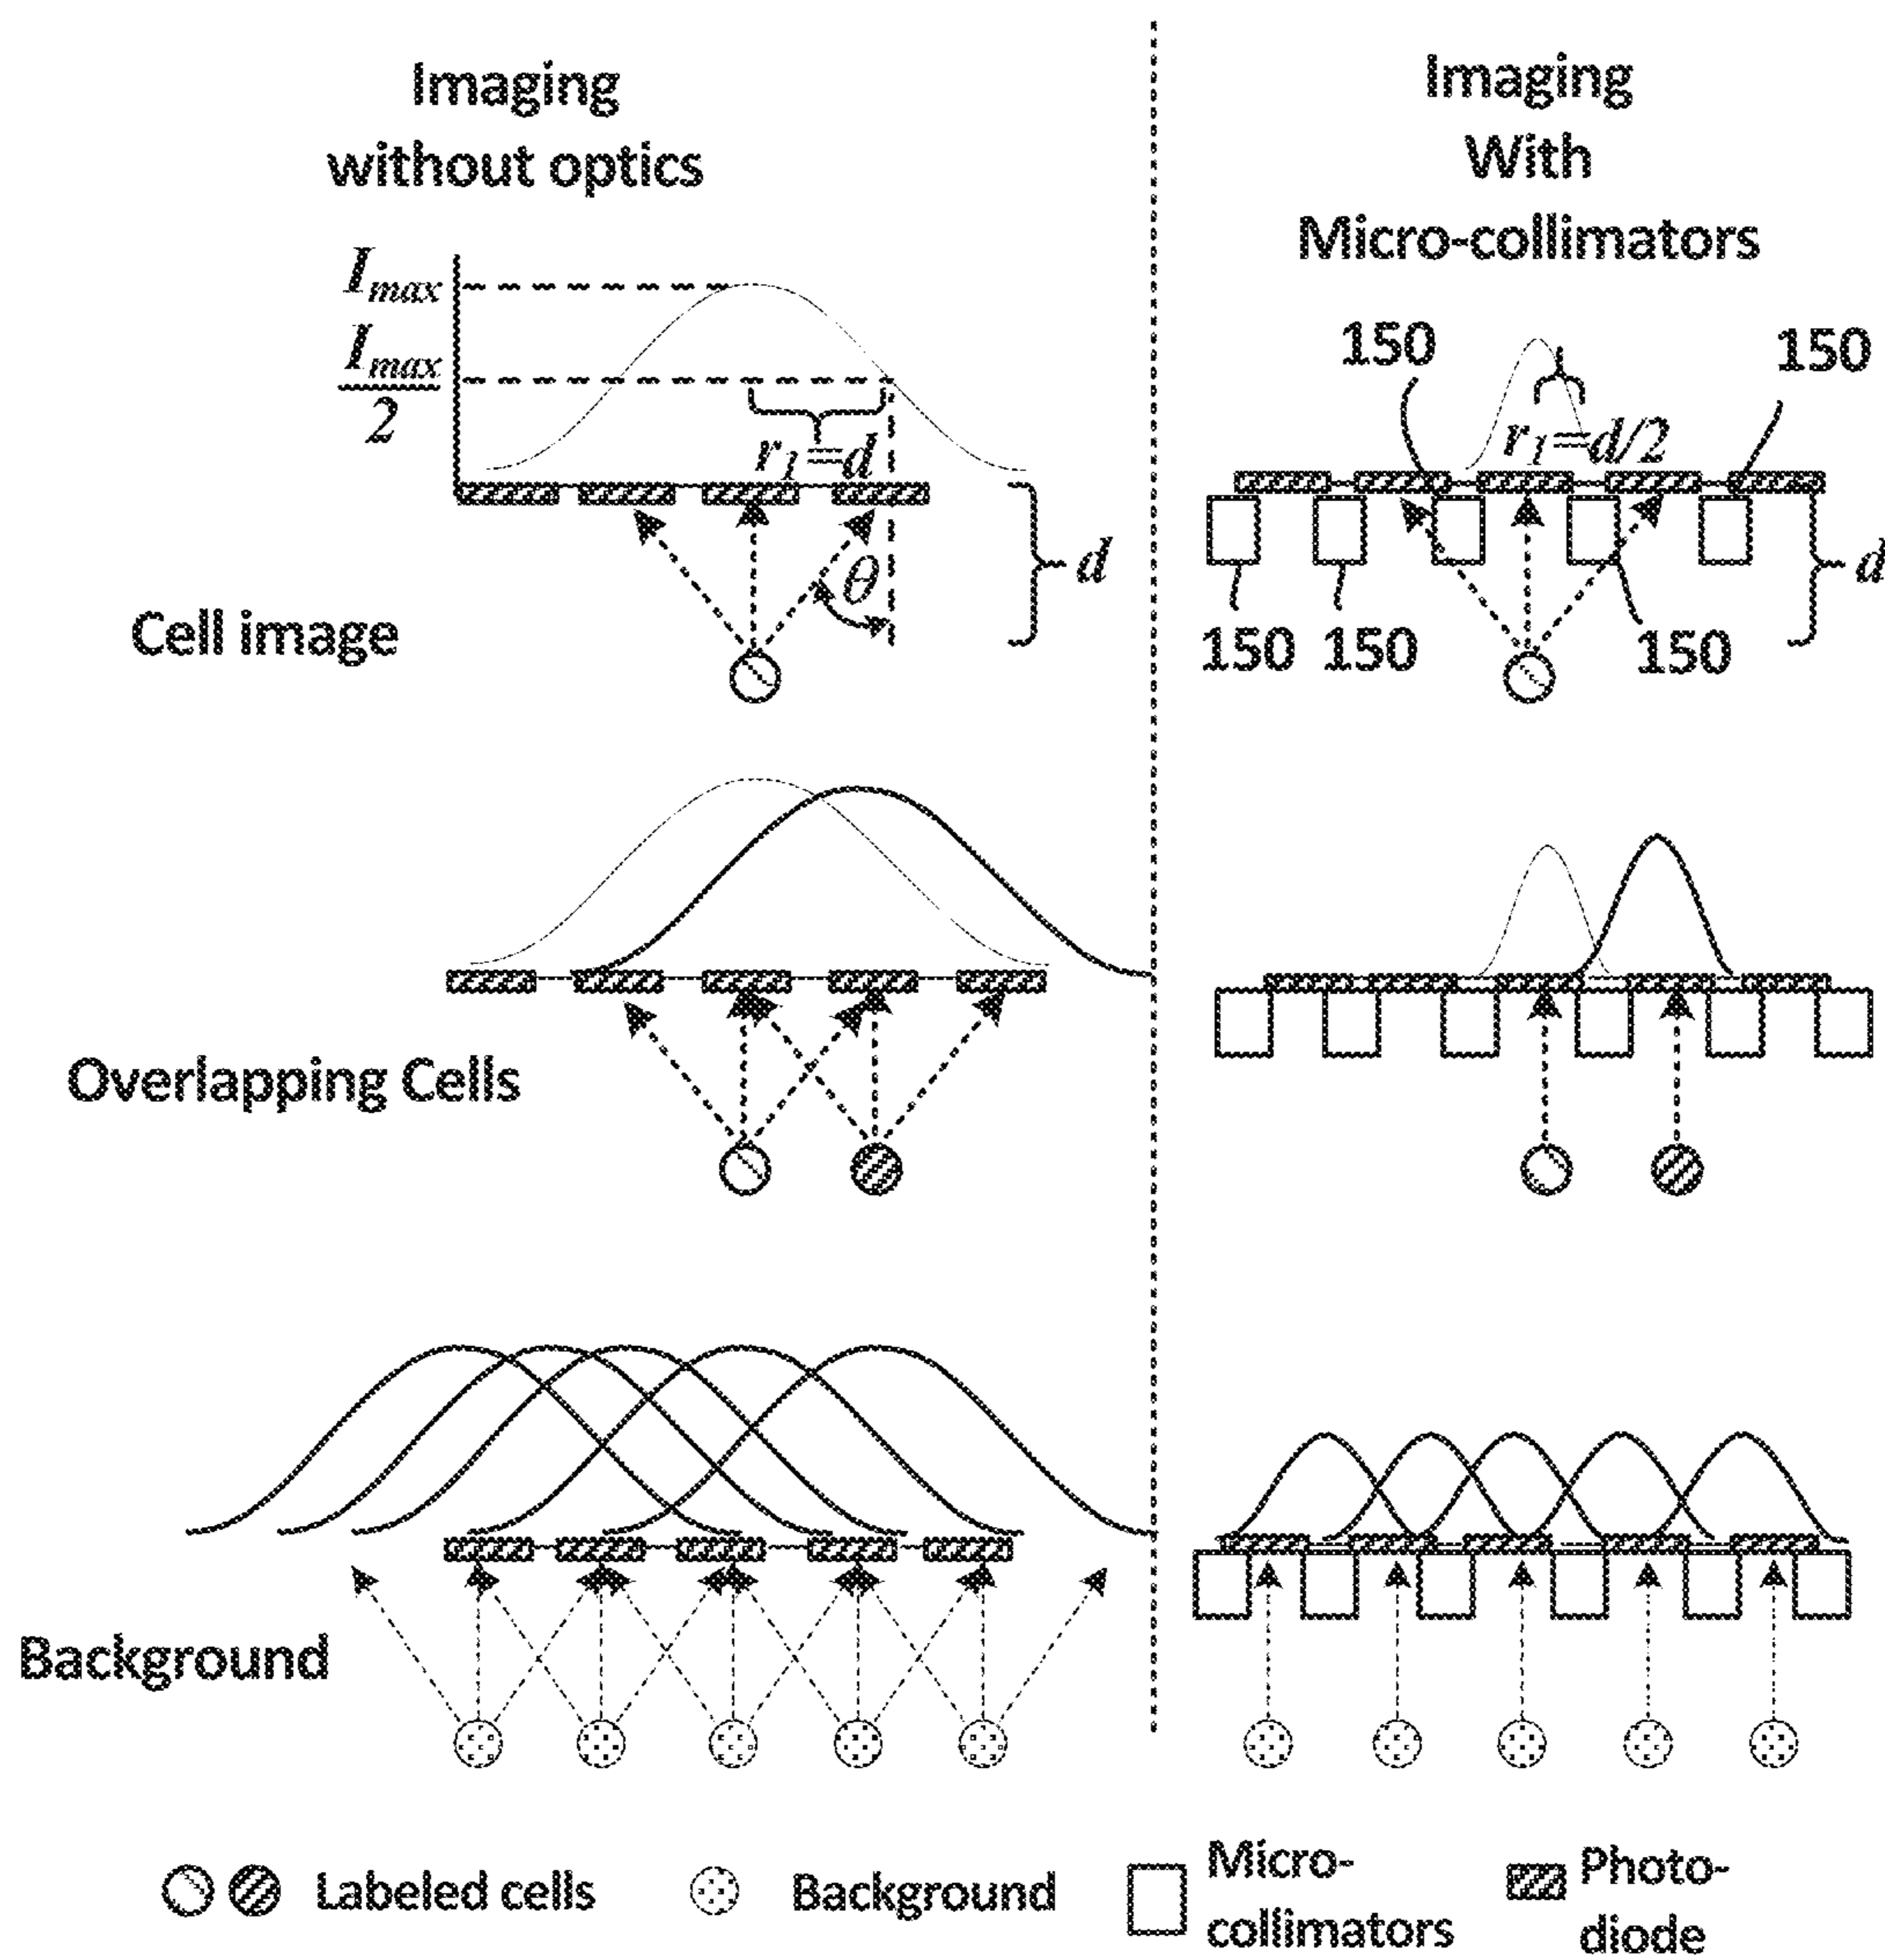 Imaging
without optics
Imaging
With
Micro-collimators
I_max
I_max
2
r_1=d
d
θ
Cell image
150
150
r_1=d/2
d
150
150
150
Overlapping Cells
Background
Labeled cells
Background
Micro-
collimators
Photo-
diode